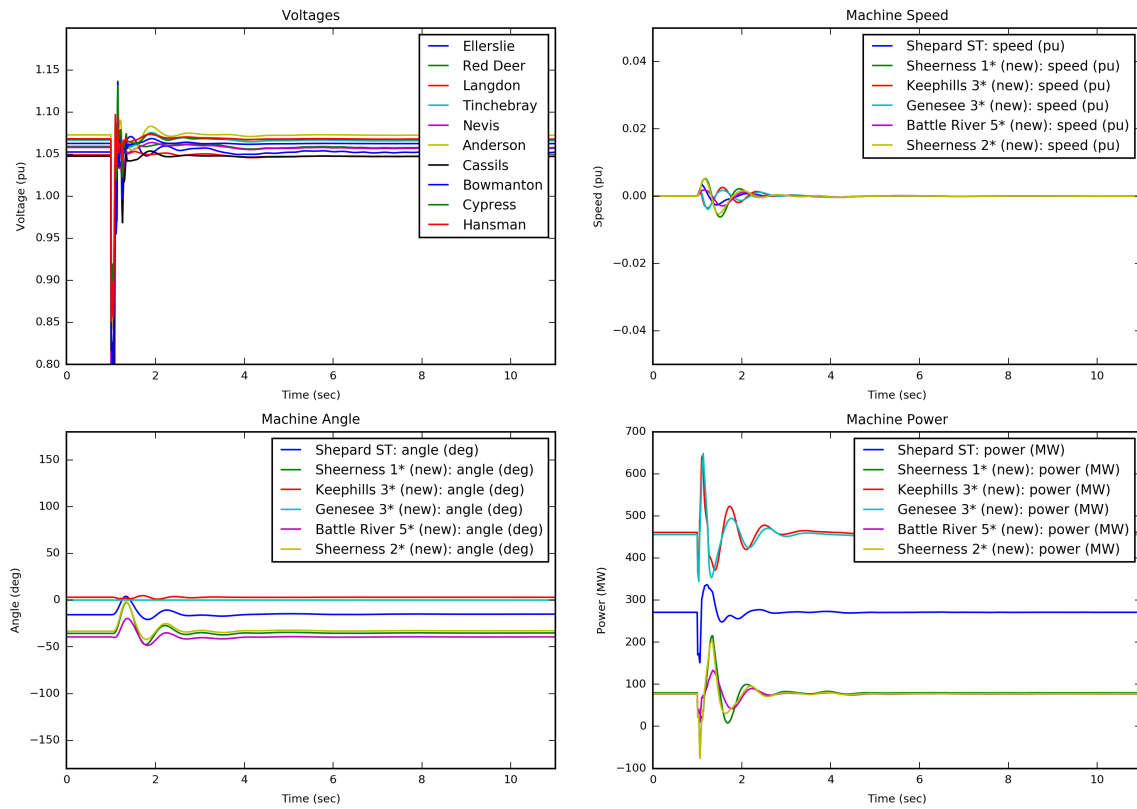 Voltages
1.15
1.10
1.05
1.00
0.95
0.90
0.85
0.80
Voltage (pu)
0
2
4
6
8
10
Time (sec)
Ellerslie
Red Deer
Langdon
Tinchebray
Nevis
Anderson
Cassils
Bowmanton
Cypress
Hansman
Machine Speed
0.04
0.02
0.00
−0.02
−0.04
Speed (pu)
0
2
4
6
8
10
Time (sec)
Shepard ST: speed (pu)
Sheerness 1* (new): speed (pu)
Keephills 3* (new): speed (pu)
Genesee 3* (new): speed (pu)
Battle River 5* (new): speed (pu)
Sheerness 2* (new): speed (pu)
Machine Angle
150
100
50
0
−50
−100
−150
Angle (deg)
0
2
4
6
8
10
Time (sec)
Shepard ST: angle (deg)
Sheerness 1* (new): angle (deg)
Keephills 3* (new): angle (deg)
Genesee 3* (new): angle (deg)
Battle River 5* (new): angle (deg)
Sheerness 2* (new): angle (deg)
Machine Power
700
600
500
400
300
200
100
0
−100
Power (MW)
0
2
4
6
8
10
Time (sec)
Shepard ST: power (MW)
Sheerness 1* (new): power (MW)
Keephills 3* (new): power (MW)
Genesee 3* (new): power (MW)
Battle River 5* (new): power (MW)
Sheerness 2* (new): power (MW)